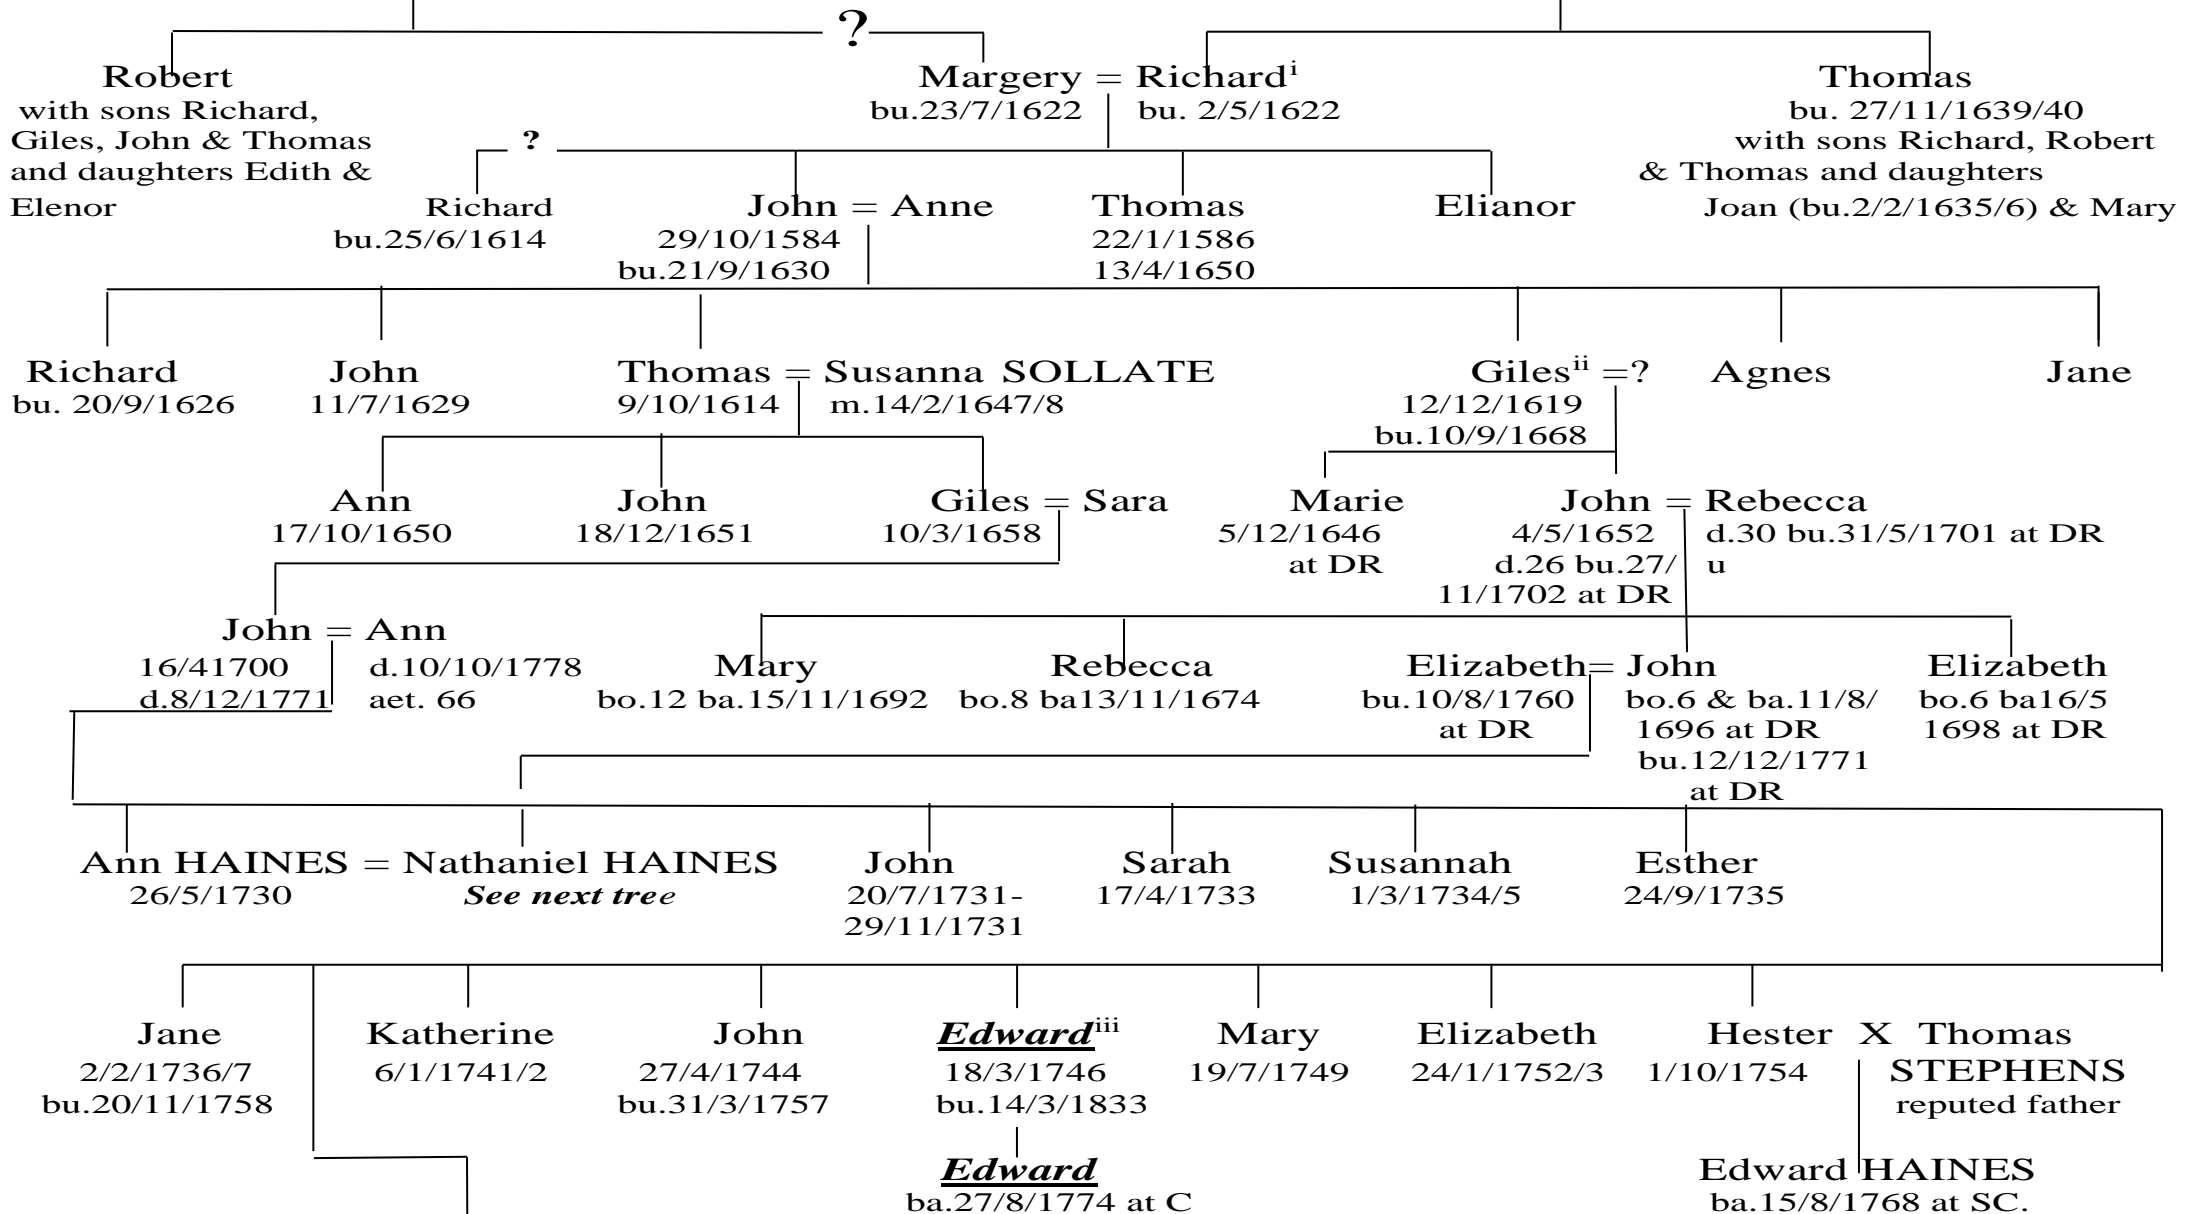 ?
Robert
with sons Richard,
Giles, John & Thomas
and daughters Edith &
Elenor
Margery = Richardⁱ
bu.23/7/1622 bu. 2/5/1622
Thomas
bu. 27/11/1639/40
with sons Richard, Robert
& Thomas and daughters
Joan (bu.2/2/1635/6) & Mary
?
Richard
bu.25/6/1614
John = Anne
29/10/1584
bu.21/9/1630
Thomas
22/1/1586
13/4/1650
Elianor
Richard
bu. 20/9/1626
John
11/7/1629
Thomas = Susanna SOLLATE
9/10/1614 m.14/2/1647/8
Gilesⁱⁱ =?
12/12/1619
bu.10/9/1668
Agnes
Jane
Ann
17/10/1650
John
18/12/1651
Giles = Sara
10/3/1658
Marie
5/12/1646
at DR
John = Rebecca
4/5/1652 d.30 bu.31/5/1701 at DR
d.26 bu.27/ u
11/1702 at DR
John = Ann
16/41700 d.10/10/1778
d.8/12/1771 aet. 66
Mary
bo.12 ba.15/11/1692
Rebecca
bo.8 ba13/11/1674
Elizabeth= John
bu.10/8/1760 bo.6 & ba.11/8/
at DR 1696 at DR
bu.12/12/1771
at DR
Elizabeth
bo.6 ba16/5
1698 at DR
Ann HAINES = Nathaniel HAINES
26/5/1730 See next tree
John
20/7/1731-
29/11/1731
Sarah
17/4/1733
Susannah
1/3/1734/5
Esther
24/9/1735
Jane
2/2/1736/7
bu.20/11/1758
Katherine
6/1/1741/2
John
27/4/1744
bu.31/3/1757
Edwardⁱⁱⁱ
18/3/1746
bu.14/3/1833
Mary
19/7/1749
Elizabeth
24/1/1752/3
Hester X Thomas
1/10/1754 STEPHENS
reputed father
Edward
ba.27/8/1774 at C
Edward HAINES
ba.15/8/1768 at SC.